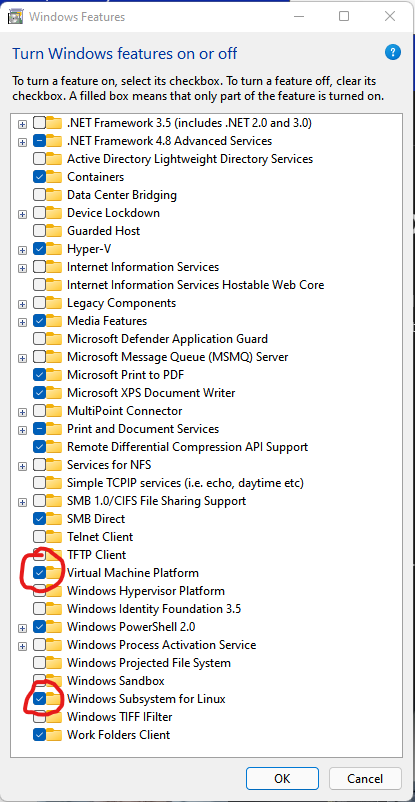 Windows Features
Turn Windows features on or off
?
To turn a feature on, select its checkbox. To turn a feature off, clear its
checkbox. A filled box means that only part of the feature is turned on.
.NET Framework 3.5 (includes .NET 2.0 and 3.0)
.NET Framework 4.8 Advanced Services
Active Directory Lightweight Directory Services
Containers
Data Center Bridging
Device Lockdown
Guarded Host
Hyper-V
Internet Information Services
Internet Information Services Hostable Web Core
Legacy Components
Media Features
Microsoft Defender Application Guard
Microsoft Message Queue (MSMQ) Server
Microsoft Print to PDF
Microsoft XPS Document Writer
MultiPoint Connector
Print and Document Services
Remote Differential Compression API Support
Services for NFS
Simple TCPIP services (i.e. echo, daytime etc)
SMB 1.0/CIFS File Sharing Support
SMB Direct
Telnet Client
TFTP Client
Virtual Machine Platform
Windows Hypervisor Platform
Windows Identity Foundation 3.5
Windows PowerShell 2.0
Windows Process Activation Service
Windows Projected File System
Windows Sandbox
Windows Subsystem for Linux
Windows TIFF IFilter
Work Folders Client
OK Cancel